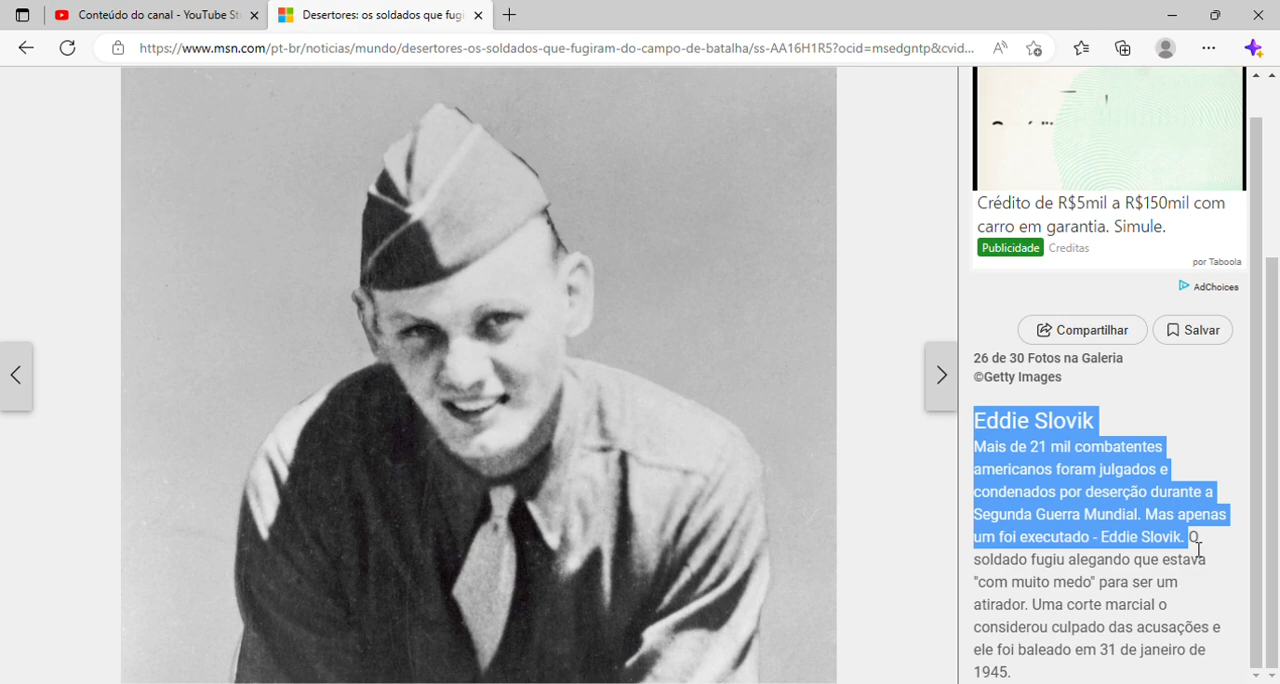 Conteúdo do canal - YouTube St
Desertores: os soldados que fugi
https://www.msn.com/pt-br/noticias/mundo/desertores-os-soldados-que-fugiram-do-campo-de-batalha/ss-AA16H1R5?ocid=msedgntp&cvid...
Crédito de R$5mil a R$150mil com
carro em garantia. Simule.
Publicidade Creditas
por Taboola
AdChoices
Compartilhar Salvar
26 de 30 Fotos na Galeria
©Getty Images
Eddie Slovik
Mais de 21 mil combatentes
americanos foram julgados e
condenados por deserção durante a
Segunda Guerra Mundial. Mas apenas
um foi executado - Eddie Slovik. O
soldado fugiu alegando que estava
"com muito medo" para ser um
atirador. Uma corte marcial o
considerou culpado das acusações e
ele foi baleado em 31 de janeiro de
1945.